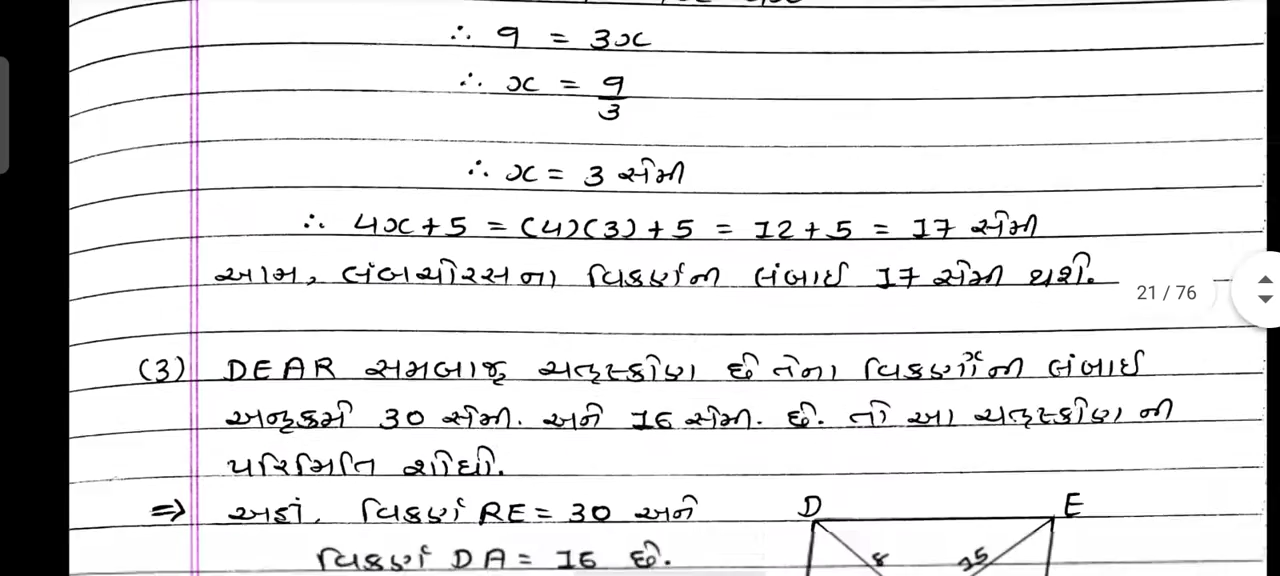 ∴ 9 = 3x
∴ x = 9/3
∴ x = 3 સેમી
∴ 4x + 5 = (4)(3) + 5 = 12 + 5 = 17 સેમી
આમ, લંબચોરસના વિકર્ણની લંબાઈ 17 સેમી થશે.
21 / 76
(3) DEAR સમબાજુ ચતુષ્કોણ છે તેના વિકર્ણોની લંબાઈ
અનુક્રમે 30 સેમી. અને 16 સેમી. છે. તો આ ચતુષ્કોણ ની
પરિમિતિ શોધો.
⇒ અહીં, વિકર્ણ RE = 30 અને
D E
વિકર્ણ DA = 16 છે.
8 15